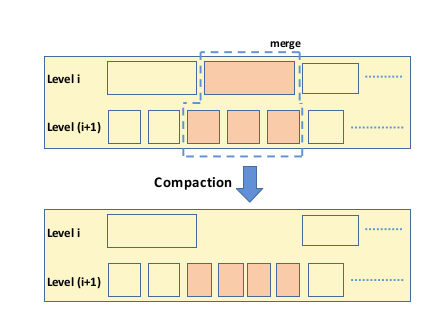 merge
Level i
Level (i+1)
Compaction
Level i
Level (i+1)